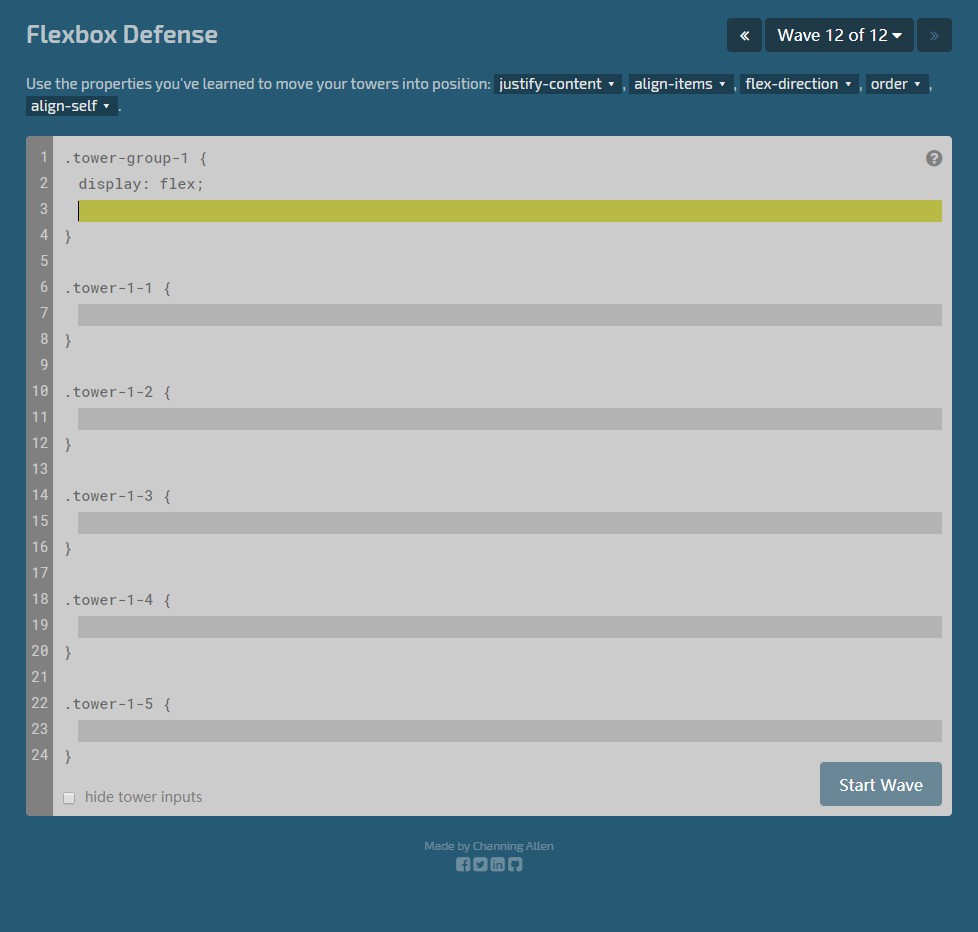 Flexbox Defense
« Wave 12 of 12 »
Use the properties you've learned to move your towers into position: justify-content , align-items , flex-direction , order ,
align-self .
1 .tower-group-1 {
2 display: flex;
3
4 }
5
6 .tower-1-1 {
7
8 }
9
10 .tower-1-2 {
11
12 }
13
14 .tower-1-3 {
15
16 }
17
18 .tower-1-4 {
19
20 }
21
22 .tower-1-5 {
23
24 }
?
hide tower inputs
Start Wave
Made by Channing Allen